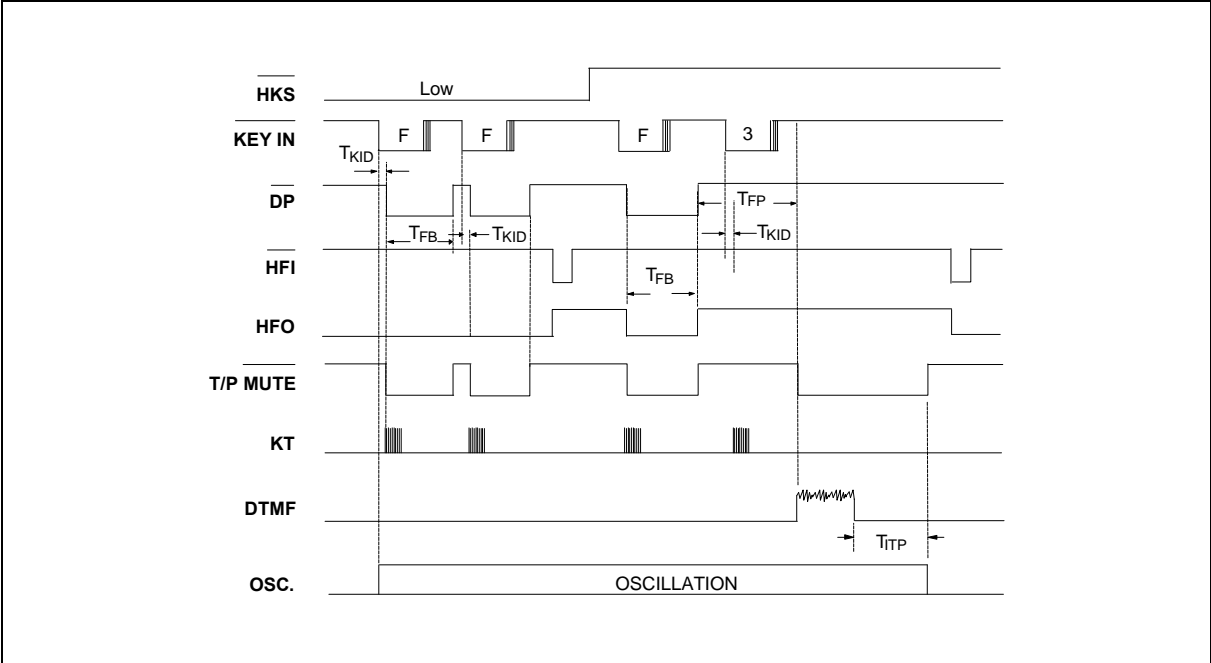 HKS
Low
KEY IN
F
F
F
3
TKID
DP
TFP
TFB
TKID
TKID
HFI
TFB
HFO
T/P MUTE
KT
DTMF
TITP
OSC.
OSCILLATION